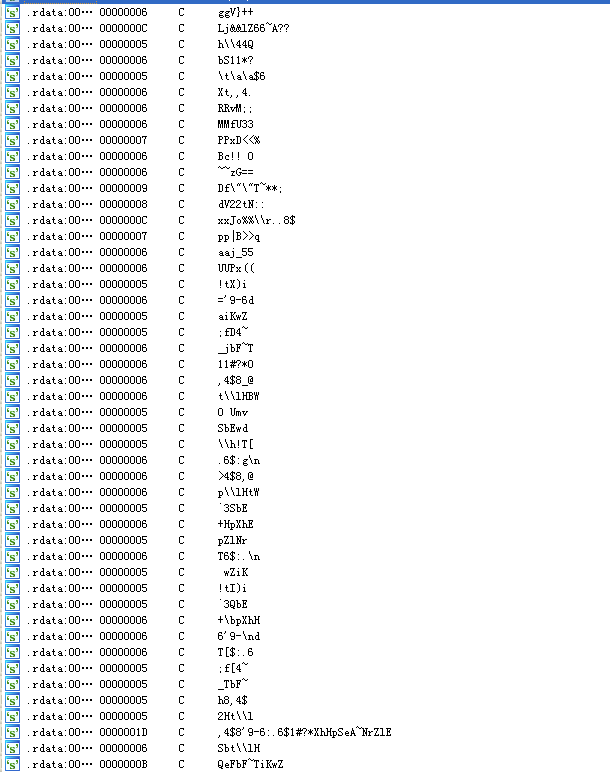 .rdata:00… 00000006 C ggV}++
.rdata:00… 0000000C C Lj&&lZ66~A??
.rdata:00… 00000005 C h\\44Q
.rdata:00… 00000006 C bS11*?
.rdata:00… 00000005 C \t\a\a$6
.rdata:00… 00000006 C Xt,,4.
.rdata:00… 00000006 C RRvM;;
.rdata:00… 00000006 C MMfU33
.rdata:00… 00000007 C PPxD<<%
.rdata:00… 00000006 C Bc!! 0
.rdata:00… 00000006 C ~~zG==
.rdata:00… 00000009 C Df\"\"T~**;
.rdata:00… 00000008 C dV22tN::
.rdata:00… 0000000C C xxJo%%\\r..8$
.rdata:00… 00000007 C pp|B>>q
.rdata:00… 00000006 C aaj_55
.rdata:00… 00000006 C UUPx((
.rdata:00… 00000005 C !tX)i
.rdata:00… 00000006 C ='9-6d
.rdata:00… 00000005 C aiKwZ
.rdata:00… 00000005 C ;fD4~
.rdata:00… 00000006 C _jbF~T
.rdata:00… 00000006 C 11#?*0
.rdata:00… 00000006 C ,4$8_@
.rdata:00… 00000006 C t\\lHBW
.rdata:00… 00000005 C 0 Umv
.rdata:00… 00000005 C SbEwd
.rdata:00… 00000005 C \\h!T[
.rdata:00… 00000006 C .6$:g\n
.rdata:00… 00000006 C >4$8,@
.rdata:00… 00000006 C p\\lHtW
.rdata:00… 00000005 C `3SbE
.rdata:00… 00000006 C +HpXhE
.rdata:00… 00000005 C pZlNr
.rdata:00… 00000006 C T6$:.\n
.rdata:00… 00000005 C wZiK
.rdata:00… 00000005 C !tI)i
.rdata:00… 00000005 C `3QbE
.rdata:00… 00000006 C +\bpXhH
.rdata:00… 00000006 C 6'9-\nd
.rdata:00… 00000006 C T[$:.6
.rdata:00… 00000005 C ;f[4~
.rdata:00… 00000005 C _TbF~
.rdata:00… 00000005 C h8,4$
.rdata:00… 00000005 C 2Ht\\l
.rdata:00… 0000001D C ,4$8'9-6:.6$1#?*XhHpSeA~NrZlE
.rdata:00… 00000006 C Sbt\\lH
.rdata:00… 0000000B C QeFbF~TiKwZ